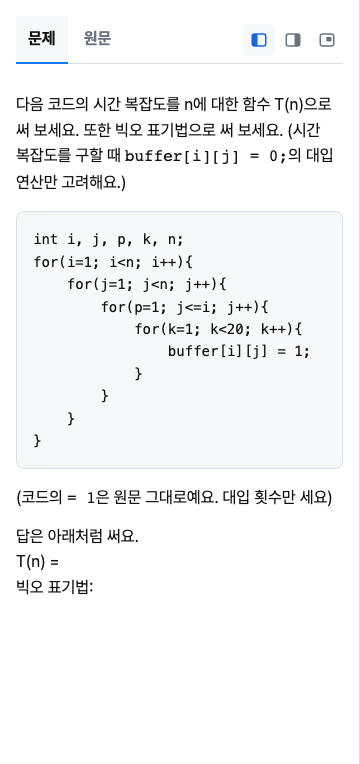 문제 원문
다음 코드의 시간 복잡도를 n에 대한 함수 T(n)으로
써 보세요. 또한 빅오 표기법으로 써 보세요. (시간
복잡도를 구할 때 buffer[i][j] = 0;의 대입
연산만 고려해요.)
int i, j, p, k, n;
for(i=1; i<n; i++){
    for(j=1; j<n; j++){
        for(p=1; j<=i; j++){
            for(k=1; k<20; k++){
                buffer[i][j] = 1;
            }
        }
    }
}
(코드의 = 1은 원문 그대로예요. 대입 횟수만 세요)
답은 아래처럼 써요.
T(n) =
빅오 표기법: